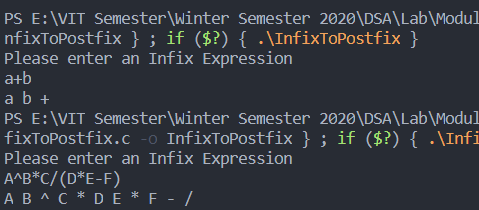 PS E:\VIT Semester\Winter Semester 2020\DSA\Lab\Modul
nfixToPostfix } ; if ($?) { .\InfixToPostfix }
Please enter an Infix Expression
a+b
a b +
PS E:\VIT Semester\Winter Semester 2020\DSA\Lab\Modul
fixToPostfix.c -o InfixToPostfix } ; if ($?) { .\Infi
Please enter an Infix Expression
A^B*C/(D*E-F)
A B ^ C * D E * F - /